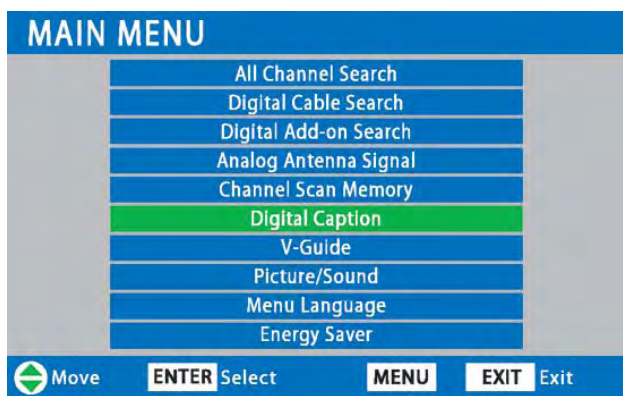 MAIN MENU
All Channel Search
Digital Cable Search
Digital Add-on Search
Analog Antenna Signal
Channel Scan Memory
Digital Caption
V-Guide
Picture/Sound
Menu Language
Energy Saver
Move ENTER Select MENU EXIT Exit